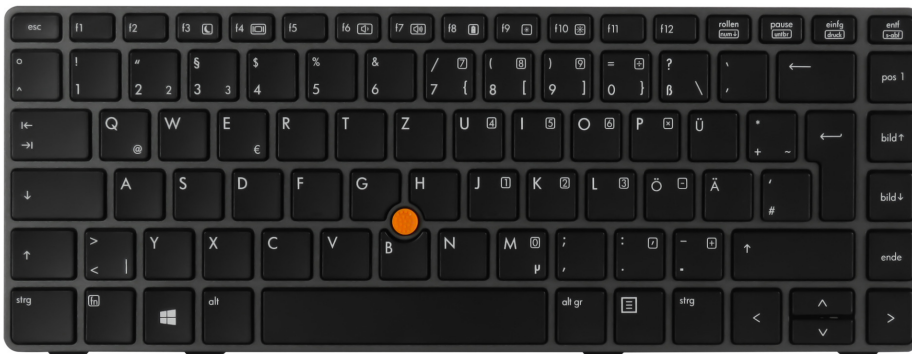 esc f1 f2 f3 f4 f5 f6 f7 f8 f9 f10 f11 f12 rollen pause einfg entf
num ↓ untbr druck s-abf
° ! " § $ % & / 7 ( 8 ) 9 = ÷ ? ` ← pos 1
^ 1 2 2 3 3 4 5 6 7 { 8 [ 9 ] 0 } ß \ ´
|← Q W E R T Z U 4 I 5 O 6 P × Ü * ↵ bild ↑
→| @ € + ~
↓ A S D F G H J 1 K 2 L 3 Ö - Ä ' bild ↓
#
↑ > Y X C V B N M 0 ; : / _ + ↑ ende
< | µ , . -
strg fn alt alt gr strg < ^ >
v